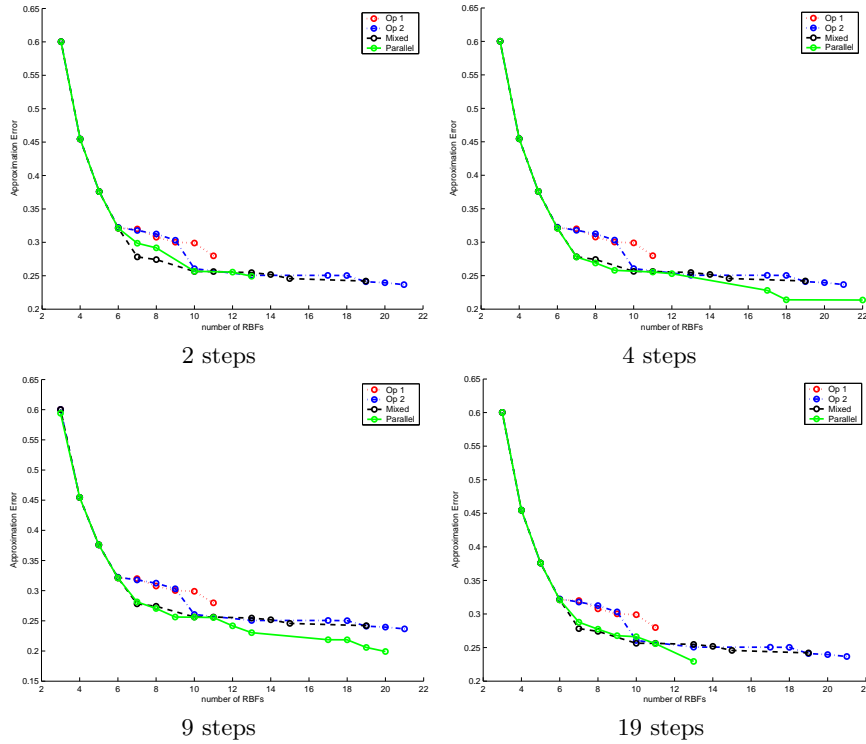 0.65
0.6
0.55
0.5
0.45
0.4
0.35
0.3
0.25
0.2
Approximation Error
2 4 6 8 10 12 14 16 18 20 22
number of RBFs
Op 1
Op 2
Mixed
Parallel
2 steps
0.65
0.6
0.55
0.5
0.45
0.4
0.35
0.3
0.25
0.2
Approximation Error
2 4 6 8 10 12 14 16 18 20 22
number of RBFs
Op 1
Op 2
Mixed
Parallel
4 steps
0.65
0.6
0.55
0.5
0.45
0.4
0.35
0.3
0.25
0.2
0.15
Approximation Error
2 4 6 8 10 12 14 16 18 20 22
number of RBFs
Op 1
Op 2
Mixed
Parallel
9 steps
0.65
0.6
0.55
0.5
0.45
0.4
0.35
0.3
0.25
0.2
Approximation Error
2 4 6 8 10 12 14 16 18 20 22
number of RBFs
Op 1
Op 2
Mixed
Parallel
19 steps